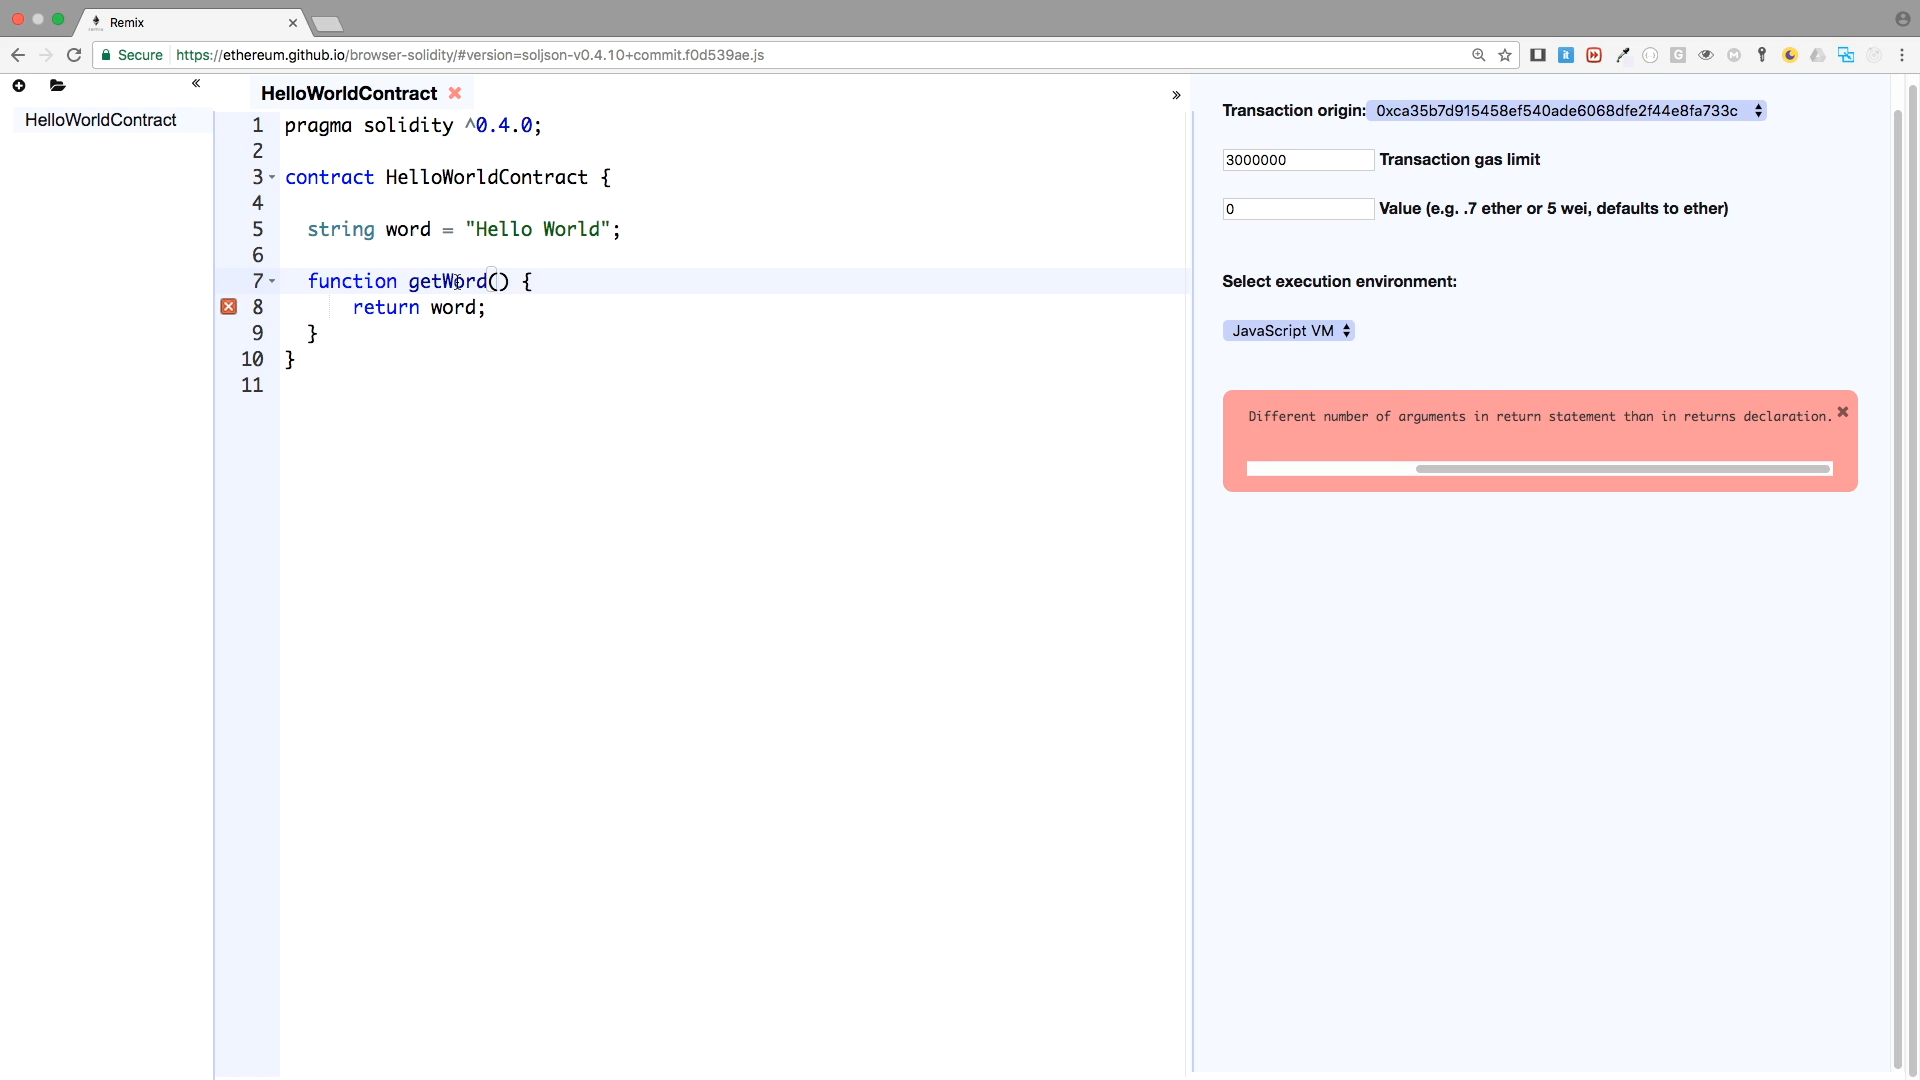 Remix
Secure https://ethereum.github.io/browser-solidity/#version=soljson-v0.4.10+commit.f0d539ae.js
HelloWorldContract
HelloWorldContract
1 pragma solidity ^0.4.0;
2
3 contract HelloWorldContract {
4
5 string word = "Hello World";
6
7 function getWord() {
8 return word;
9 }
10 }
11
Transaction origin: 0xca35b7d915458ef540ade6068dfe2f44e8fa733c
3000000 Transaction gas limit
0 Value (e.g. .7 ether or 5 wei, defaults to ether)
Select execution environment:
JavaScript VM
Different number of arguments in return statement than in returns declaration.